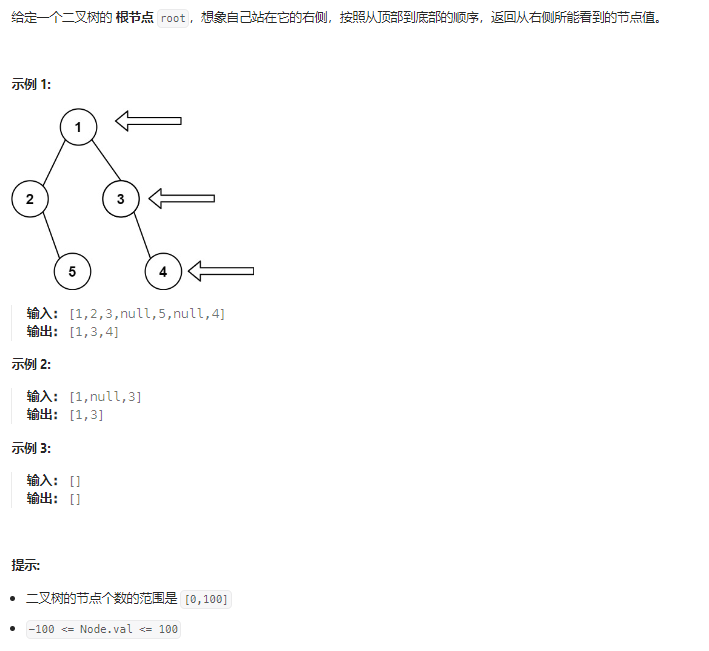 给定一个二叉树的 根节点 root，想象自己站在它的右侧，按照从顶部到底部的顺序，返回从右侧所能看到的节点值。
示例 1:
1
2
3
5
4
输入: [1,2,3,null,5,null,4]
输出: [1,3,4]
示例 2:
输入: [1,null,3]
输出: [1,3]
示例 3:
输入: []
输出: []
提示:
二叉树的节点个数的范围是 [0,100]
-100 <= Node.val <= 100